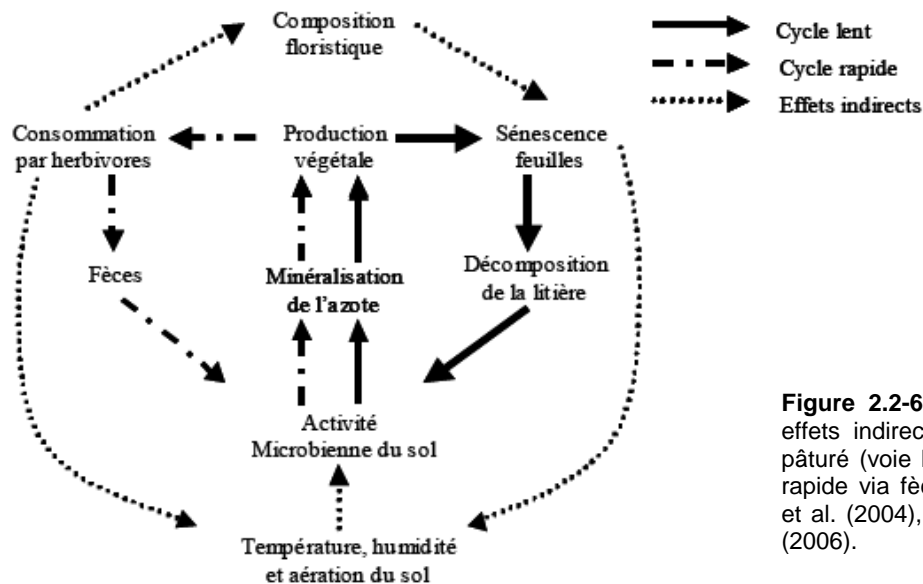 Composition
floristique
Cycle lent
Cycle rapide
Effets indirects
Consommation
par herbivores
Production
végétale
Sénescence
feuilles
Fèces
Minéralisation
de l'azote
Décomposition
de la litière
Activité
Microbienne du sol
Température, humidité
et aération du sol
Figure 2.2-6
effets indirec
pâturé (voie
rapide via fè
et al. (2004),
(2006).